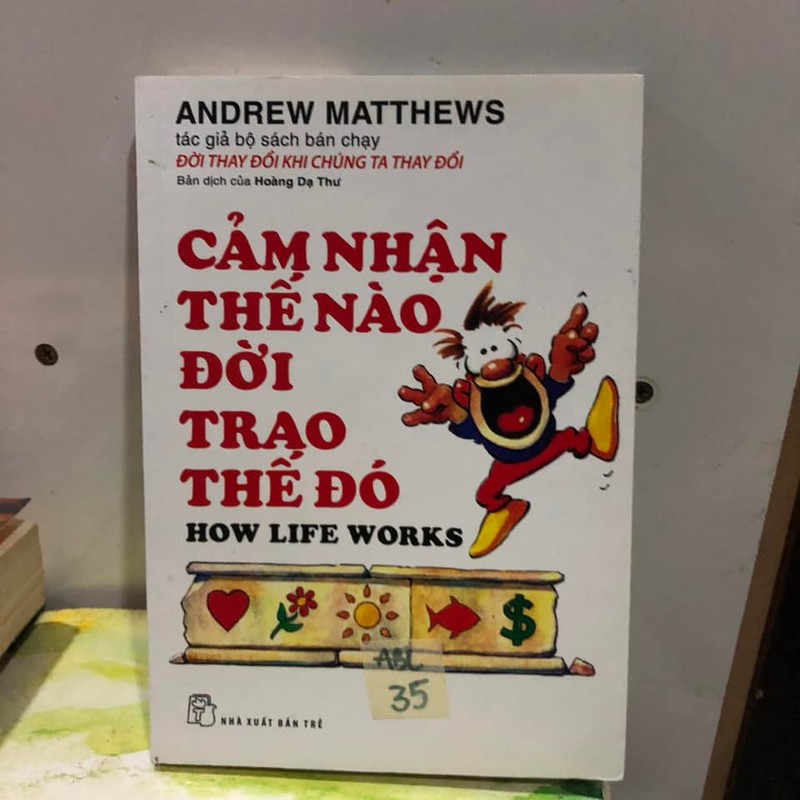 ANDREW MATTHEWS
tác giả bộ sách bán chạy
ĐỜI THAY ĐỔI KHI CHÚNG TA THAY ĐỔI
Bản dịch của Hoàng Dạ Thư
CẢM NHẬN
THẾ NÀO
ĐỜI
TRAO
THẾ ĐÓ
HOW LIFE WORKS
$
ABL
35
NHÀ XUẤT BẢN TRẺ